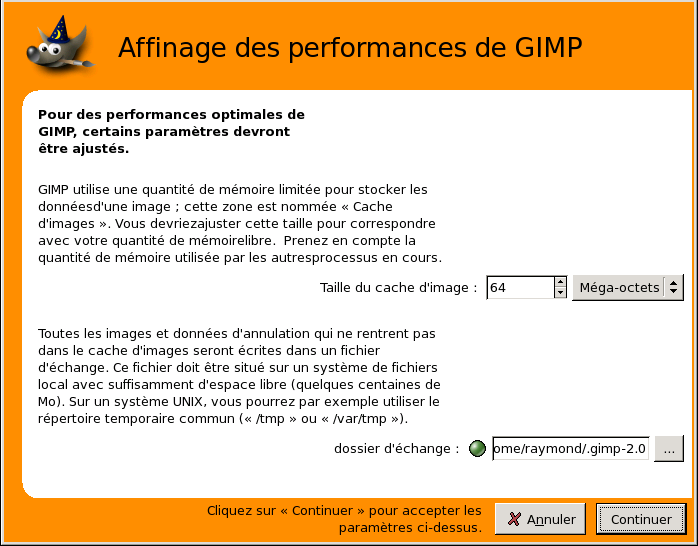 Affinage des performances de GIMP
Pour des performances optimales de
GIMP, certains paramètres devront
être ajustés.
GIMP utilise une quantité de mémoire limitée pour stocker les
donnéesd'une image ; cette zone est nommée « Cache
d'images ». Vous devriezajuster cette taille pour correspondre
avec votre quantité de mémoirelibre.  Prenez en compte la
quantité de mémoire utilisée par les autresprocessus en cours.
Taille du cache d'image : 64 Méga-octets
Toutes les images et données d'annulation qui ne rentrent pas
dans le cache d'images seront écrites dans un fichier
d'échange. Ce fichier doit être situé sur un système de fichiers
local avec suffisamment d'espace libre (quelques centaines de
Mo). Sur un système UNIX, vous pourrez par exemple utiliser le
répertoire temporaire commun (« /tmp » ou « /var/tmp »).
dossier d'échange : ome/raymond/.gimp-2.0 ...
Cliquez sur « Continuer » pour accepter les
paramètres ci-dessus.
Annuler Continuer